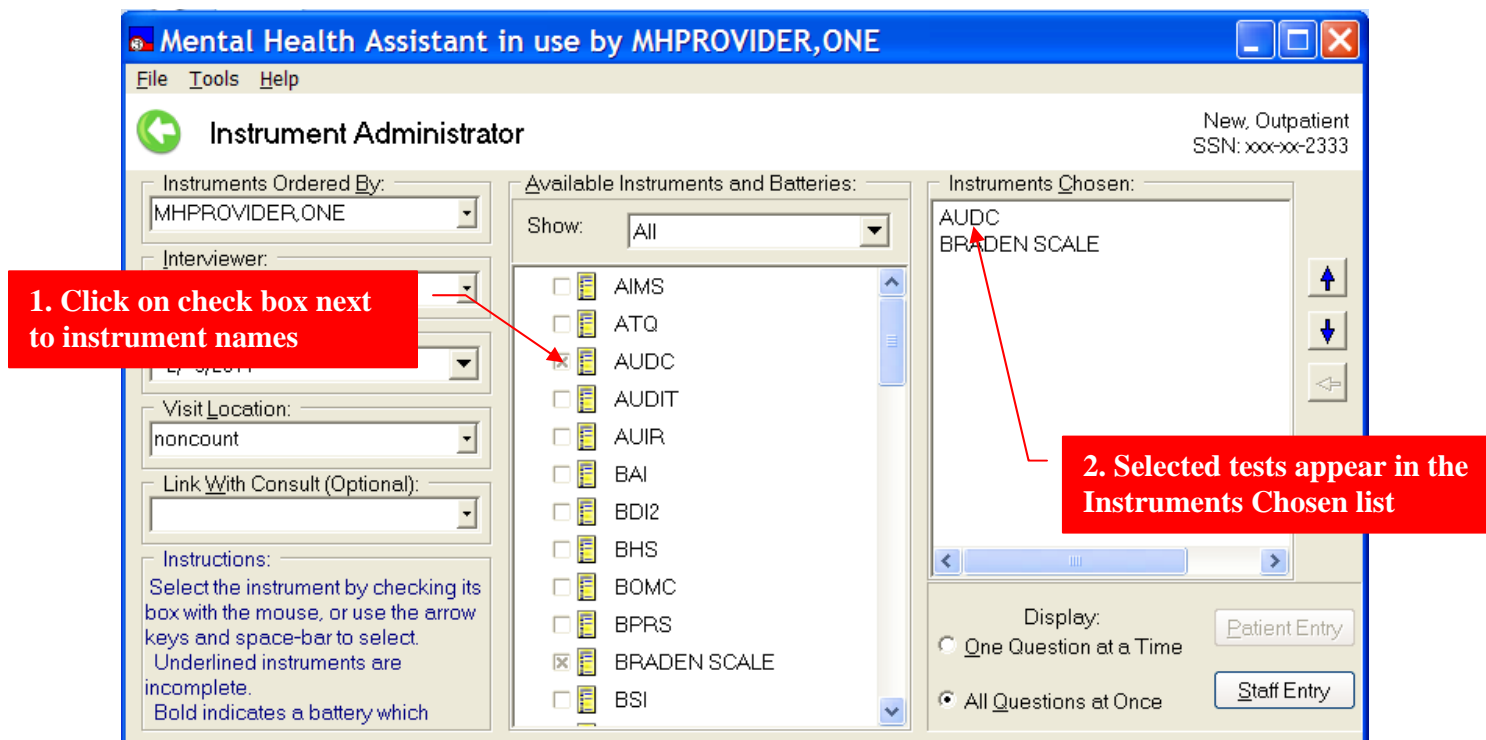 Mental Health Assistant in use by MHPROVIDER,ONE
File Tools Help
Instrument Administrator
New, Outpatient
SSN: xxx-xx-2333
Instruments Ordered By:
MHPROVIDER,ONE
Interviewer:
1. Click on check box next
to instrument names
Visit Location:
noncount
Link With Consult (Optional):
Instructions:
Select the instrument by checking its
box with the mouse, or use the arrow
keys and space-bar to select.
Underlined instruments are
incomplete.
Bold indicates a battery which
Available Instruments and Batteries:
Show: All
AIMS
ATQ
AUDC
AUDIT
AUIR
BAI
BDI2
BHS
BOMC
BPRS
BRADEN SCALE
BSI
Instruments Chosen:
AUDC
BRADEN SCALE
2. Selected tests appear in the
Instruments Chosen list
Display:
One Question at a Time
All Questions at Once
Patient Entry
Staff Entry